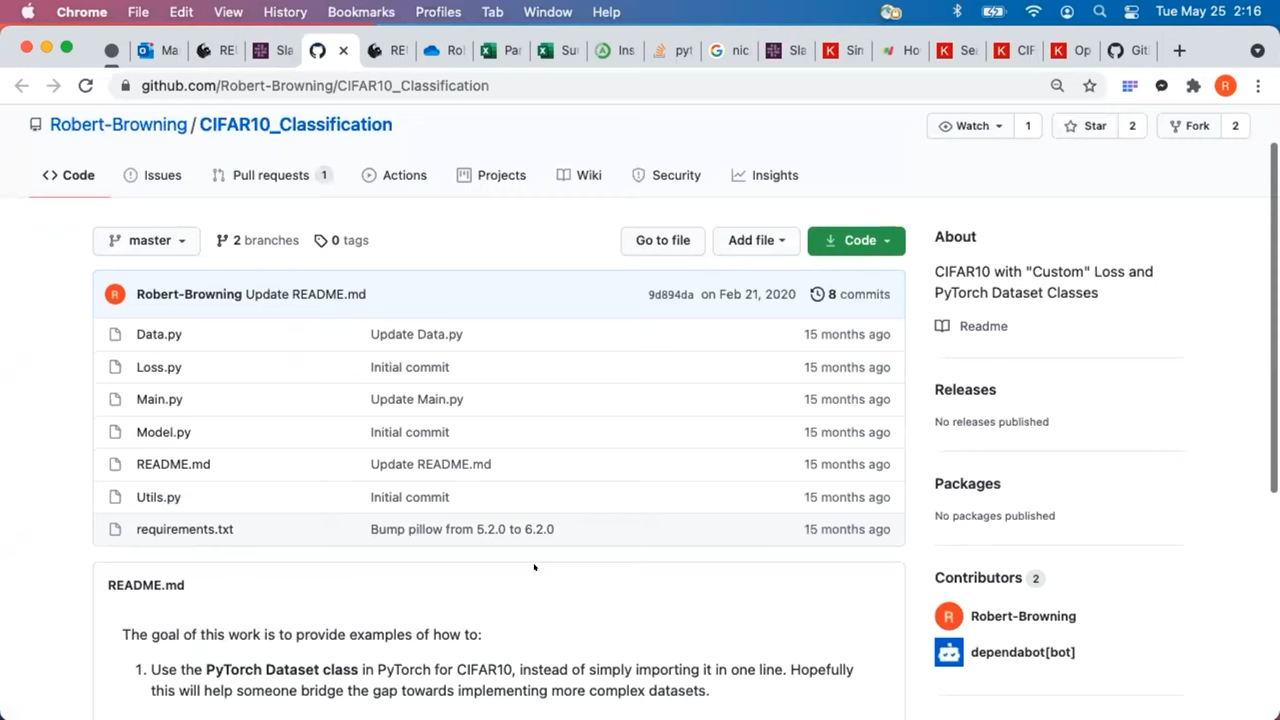 Chrome File Edit View History Bookmarks Profiles Tab Window Help Tue May 25 2:16
Ma RE Sla RE Ro Par Sur Ins pyt nic Sla Sin Ho Se CIF Op Git
github.com/Robert-Browning/CIFAR10_Classification R
Robert-Browning / CIFAR10_Classification Watch 1 Star 2 Fork 2
Code Issues Pull requests 1 Actions Projects Wiki Security Insights
master 2 branches 0 tags Go to file Add file Code
R Robert-Browning Update README.md 9d894da on Feb 21, 2020 8 commits
Data.py Update Data.py 15 months ago
Loss.py Initial commit 15 months ago
Main.py Update Main.py 15 months ago
Model.py Initial commit 15 months ago
README.md Update README.md 15 months ago
Utils.py Initial commit 15 months ago
requirements.txt Bump pillow from 5.2.0 to 6.2.0 15 months ago
README.md
The goal of this work is to provide examples of how to:
1. Use the PyTorch Dataset class in PyTorch for CIFAR10, instead of simply importing it in one line. Hopefully
this will help someone bridge the gap towards implementing more complex datasets.
About
CIFAR10 with "Custom" Loss and
PyTorch Dataset Classes
Readme
Releases
No releases published
Packages
No packages published
Contributors 2
R Robert-Browning
dependabot[bot]